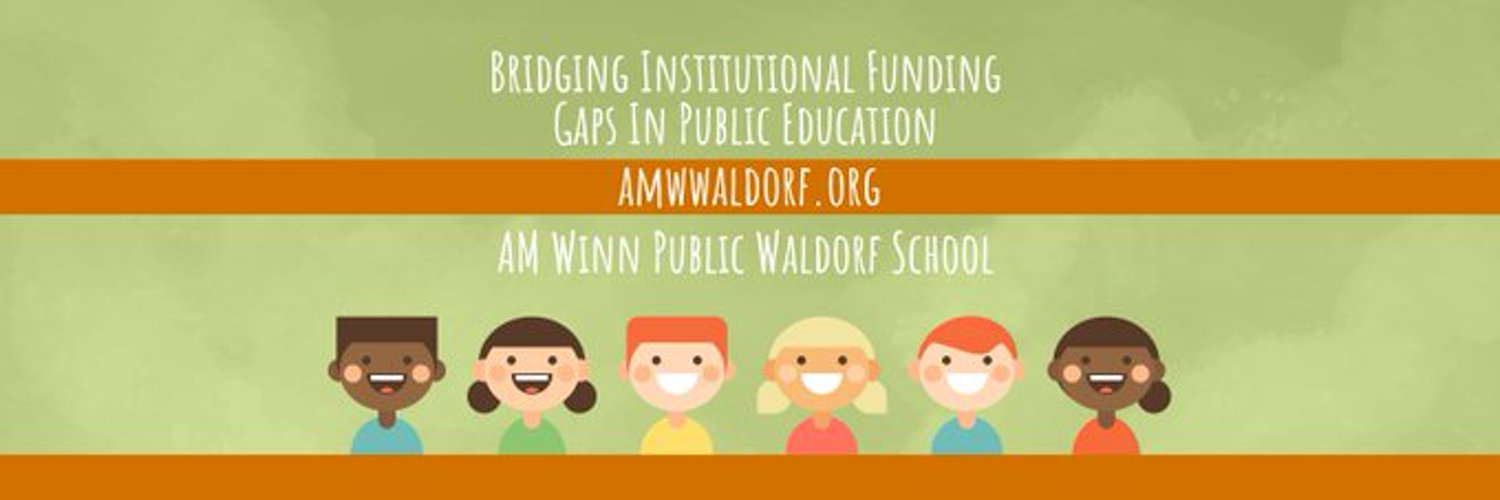 Bridging Institutional Funding
Gaps In Public Education
AMWWALDORF.ORG
AM Winn Public Waldorf School